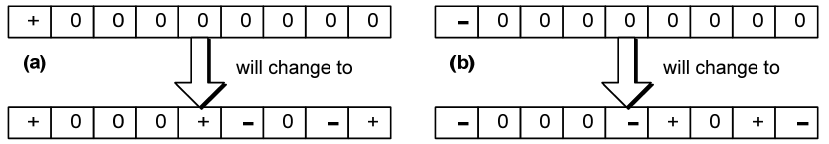 + 0 0 0 0 0 0 0 0
− 0 0 0 0 0 0 0 0
(a) will change to
(b) will change to
+ 0 0 0 + − 0 − +
− 0 0 0 − + 0 + −